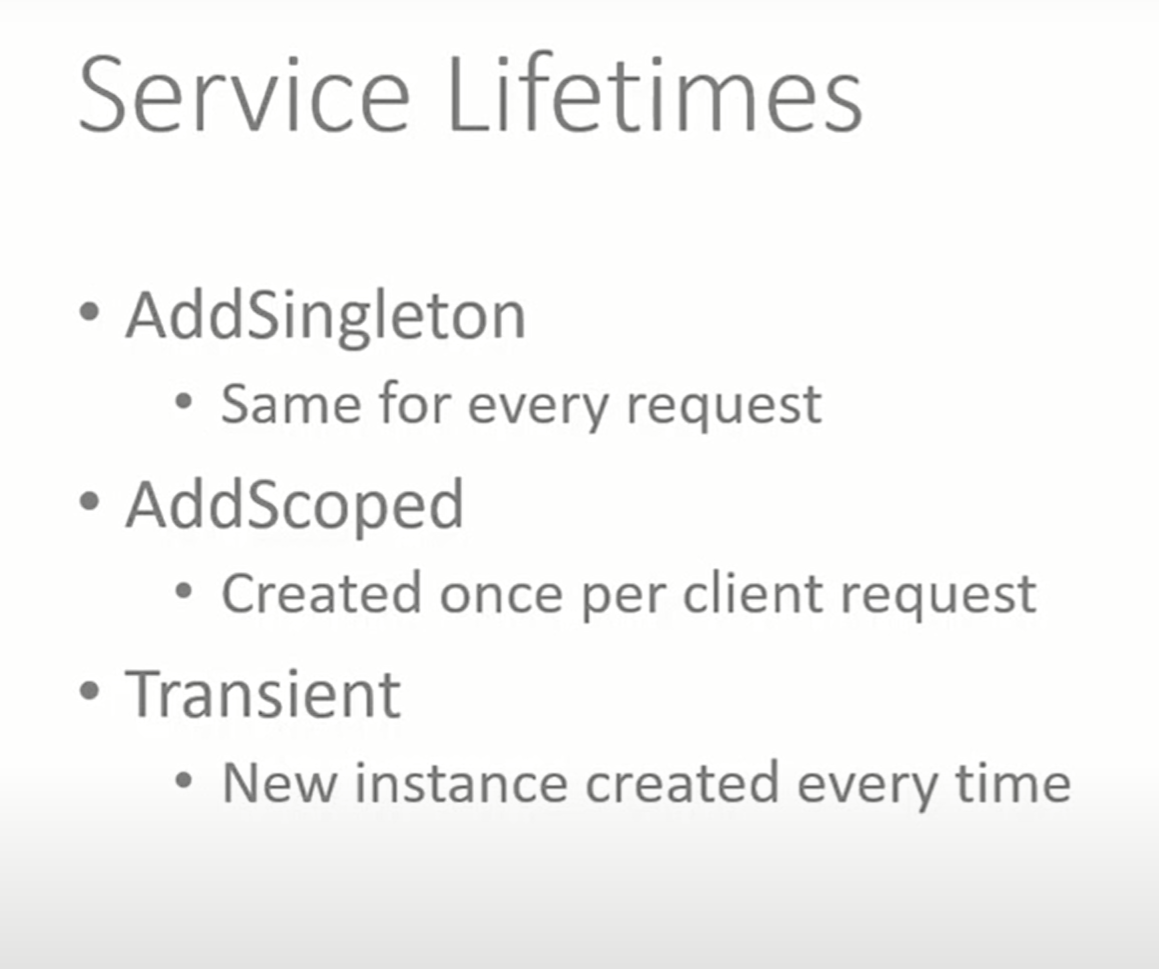 Service Lifetimes
• AddSingleton
• Same for every request
• AddScoped
• Created once per client request
• Transient
• New instance created every time